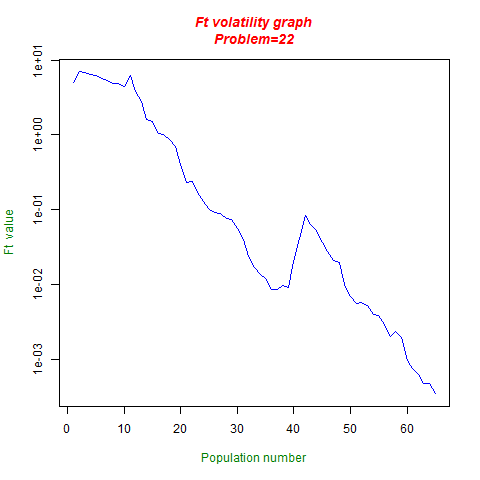 Ft volatility graph
Problem=22
1e+01
1e+00
1e-01
1e-02
1e-03
Ft value
0 10 20 30 40 50 60
Population number